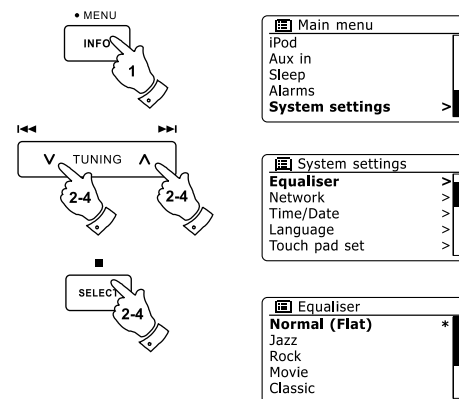 • MENU
INFO
1
V TUNING Λ
2-4
2-4
SELECT
2-4
Main menu
iPod
Aux in
Sleep
Alarms
System settings >
System settings
Equaliser >
Network >
Time/Date >
Language >
Touch pad set >
Equaliser
Normal (Flat) *
Jazz
Rock
Movie
Classic